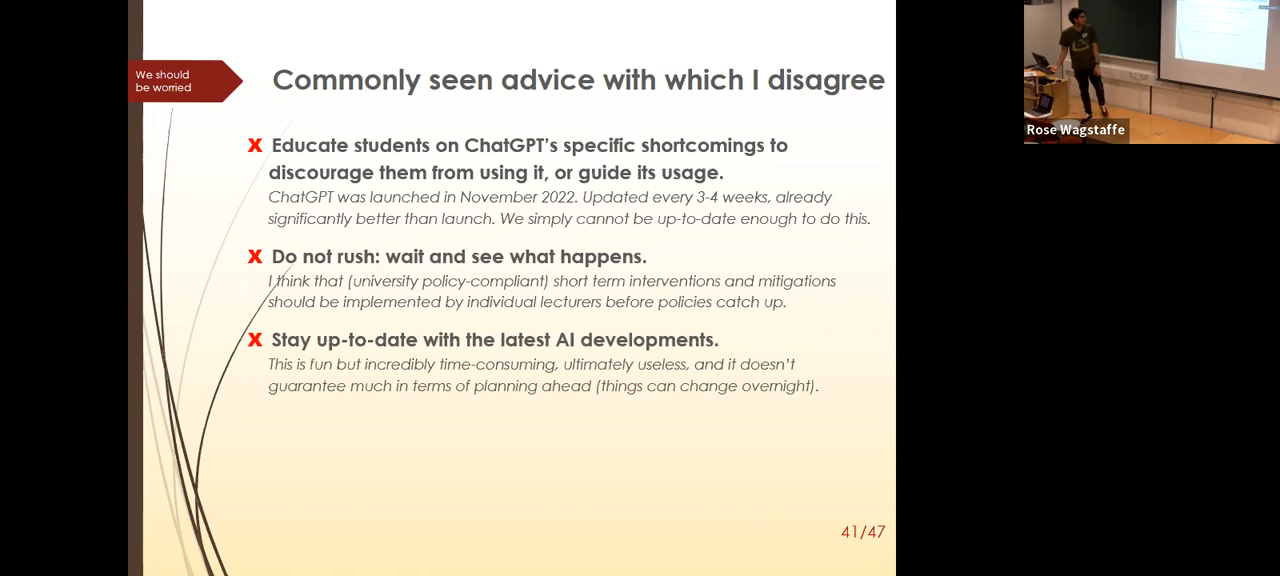 We should
be worried
Commonly seen advice with which I disagree
X Educate students on ChatGPT's specific shortcomings to
discourage them from using it, or guide its usage.
ChatGPT was launched in November 2022. Updated every 3-4 weeks, already
significantly better than launch. We simply cannot be up-to-date enough to do this.
X Do not rush: wait and see what happens.
I think that (university policy-compliant) short term interventions and mitigations
should be implemented by individual lecturers before policies catch up.
X Stay up-to-date with the latest AI developments.
This is fun but incredibly time-consuming, ultimately useless, and it doesn't
guarantee much in terms of planning ahead (things can change overnight).
41/47
Rose Wagstaffe